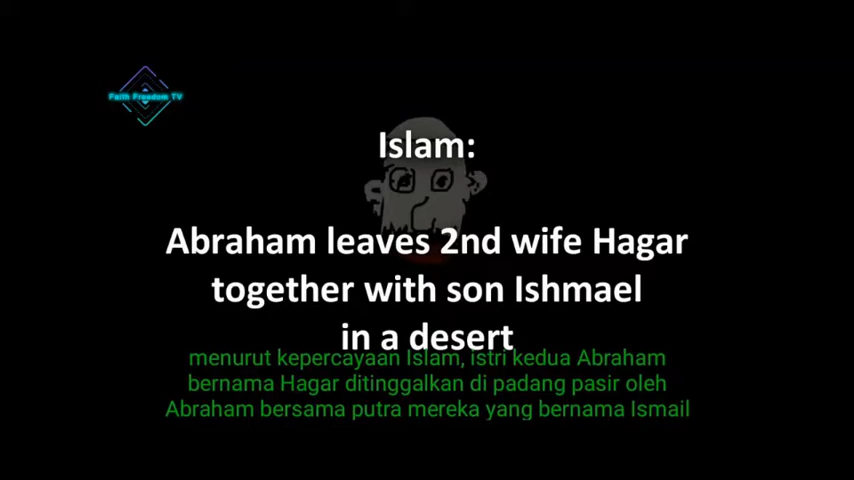 Faith Freedom TV
Islam:
Abraham leaves 2nd wife Hagar
together with son Ishmael
in a desert
menurut kepercayaan Islam, istri kedua Abraham
bernama Hagar ditinggalkan di padang pasir oleh
Abraham bersama putra mereka yang bernama Ismail